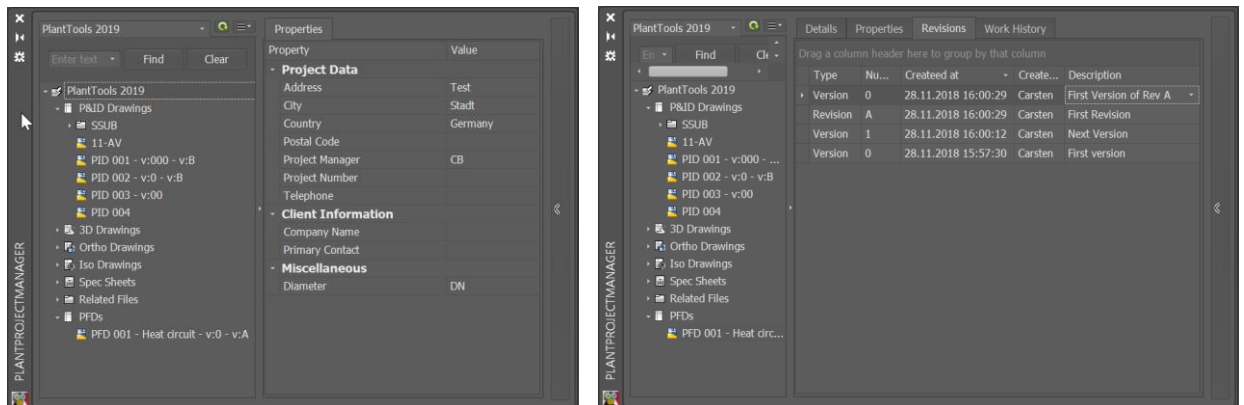 PlantTools 2019
Enter text
Find
Clear
PlantTools 2019
P&ID Drawings
SSUB
11-AV
PID 001 - v:000 - v:B
PID 002 - v:0 - v:B
PID 003 - v:00
PID 004
3D Drawings
Ortho Drawings
Iso Drawings
Spec Sheets
Related Files
PFDs
PFD 001 - Heat circuit - v:0 - v:A
PLANTPROJECTMANAGER
Properties
Property Value
Project Data
Address Test
City Stadt
Country Germany
Postal Code
Project Manager CB
Project Number
Telephone
Client Information
Company Name
Primary Contact
Miscellaneous
Diameter DN
PlantTools 2019
En
Find
Cle
PlantTools 2019
P&ID Drawings
SSUB
11-AV
PID 001 - v:000 - ...
PID 002 - v:0 - v:B
PID 003 - v:00
PID 004
3D Drawings
Ortho Drawings
Iso Drawings
Spec Sheets
Related Files
PFDs
PFD 001 - Heat circ...
PLANTPROJECTMANAGER
Details Properties Revisions Work History
Drag a column header here to group by that column
Type Nu... Createed at Create... Description
Version 0 28.11.2018 16:00:29 Carsten First Version of Rev A
Revision A 28.11.2018 16:00:29 Carsten First Revision
Version 1 28.11.2018 16:00:12 Carsten Next Version
Version 0 28.11.2018 15:57:30 Carsten First version